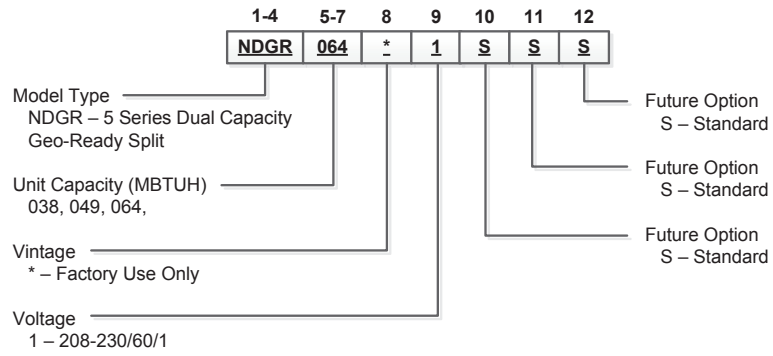 1-4 5-7 8 9 10 11 12
NDGR 064 * 1 S S S
Model Type
NDGR – 5 Series Dual Capacity
Geo-Ready Split
Unit Capacity (MBTUH)
038, 049, 064,
Vintage
* – Factory Use Only
Voltage
1 – 208-230/60/1
Future Option
S – Standard
Future Option
S – Standard
Future Option
S – Standard